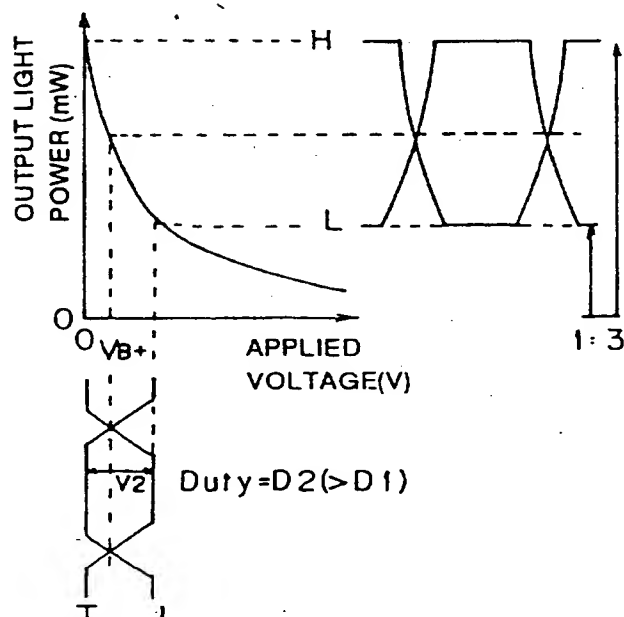 OUTPUT LIGHT
POWER (mW)
H
L
O
O
VB+
APPLIED
VOLTAGE(V)
1:3
V2
Duty=D2(>D1)